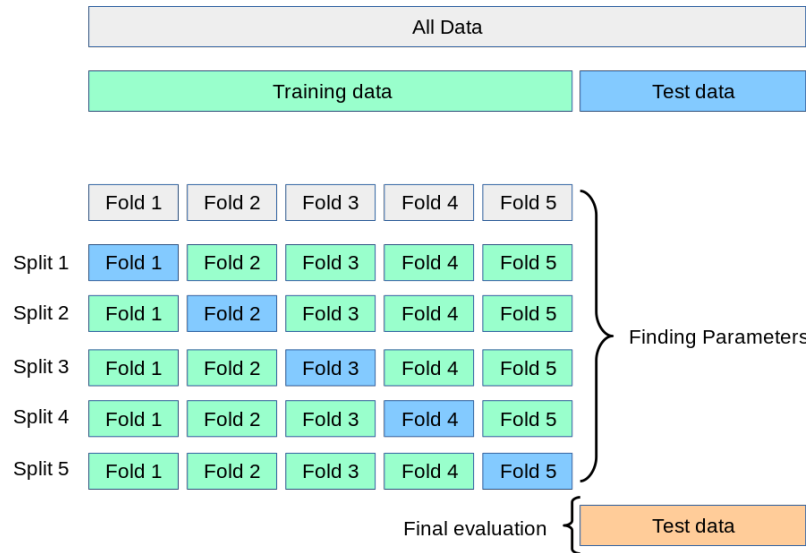 All Data
Training data Test data
Fold 1 Fold 2 Fold 3 Fold 4 Fold 5
Split 1 Fold 1 Fold 2 Fold 3 Fold 4 Fold 5
Split 2 Fold 1 Fold 2 Fold 3 Fold 4 Fold 5
Split 3 Fold 1 Fold 2 Fold 3 Fold 4 Fold 5
Split 4 Fold 1 Fold 2 Fold 3 Fold 4 Fold 5
Split 5 Fold 1 Fold 2 Fold 3 Fold 4 Fold 5
Finding Parameters
Final evaluation Test data